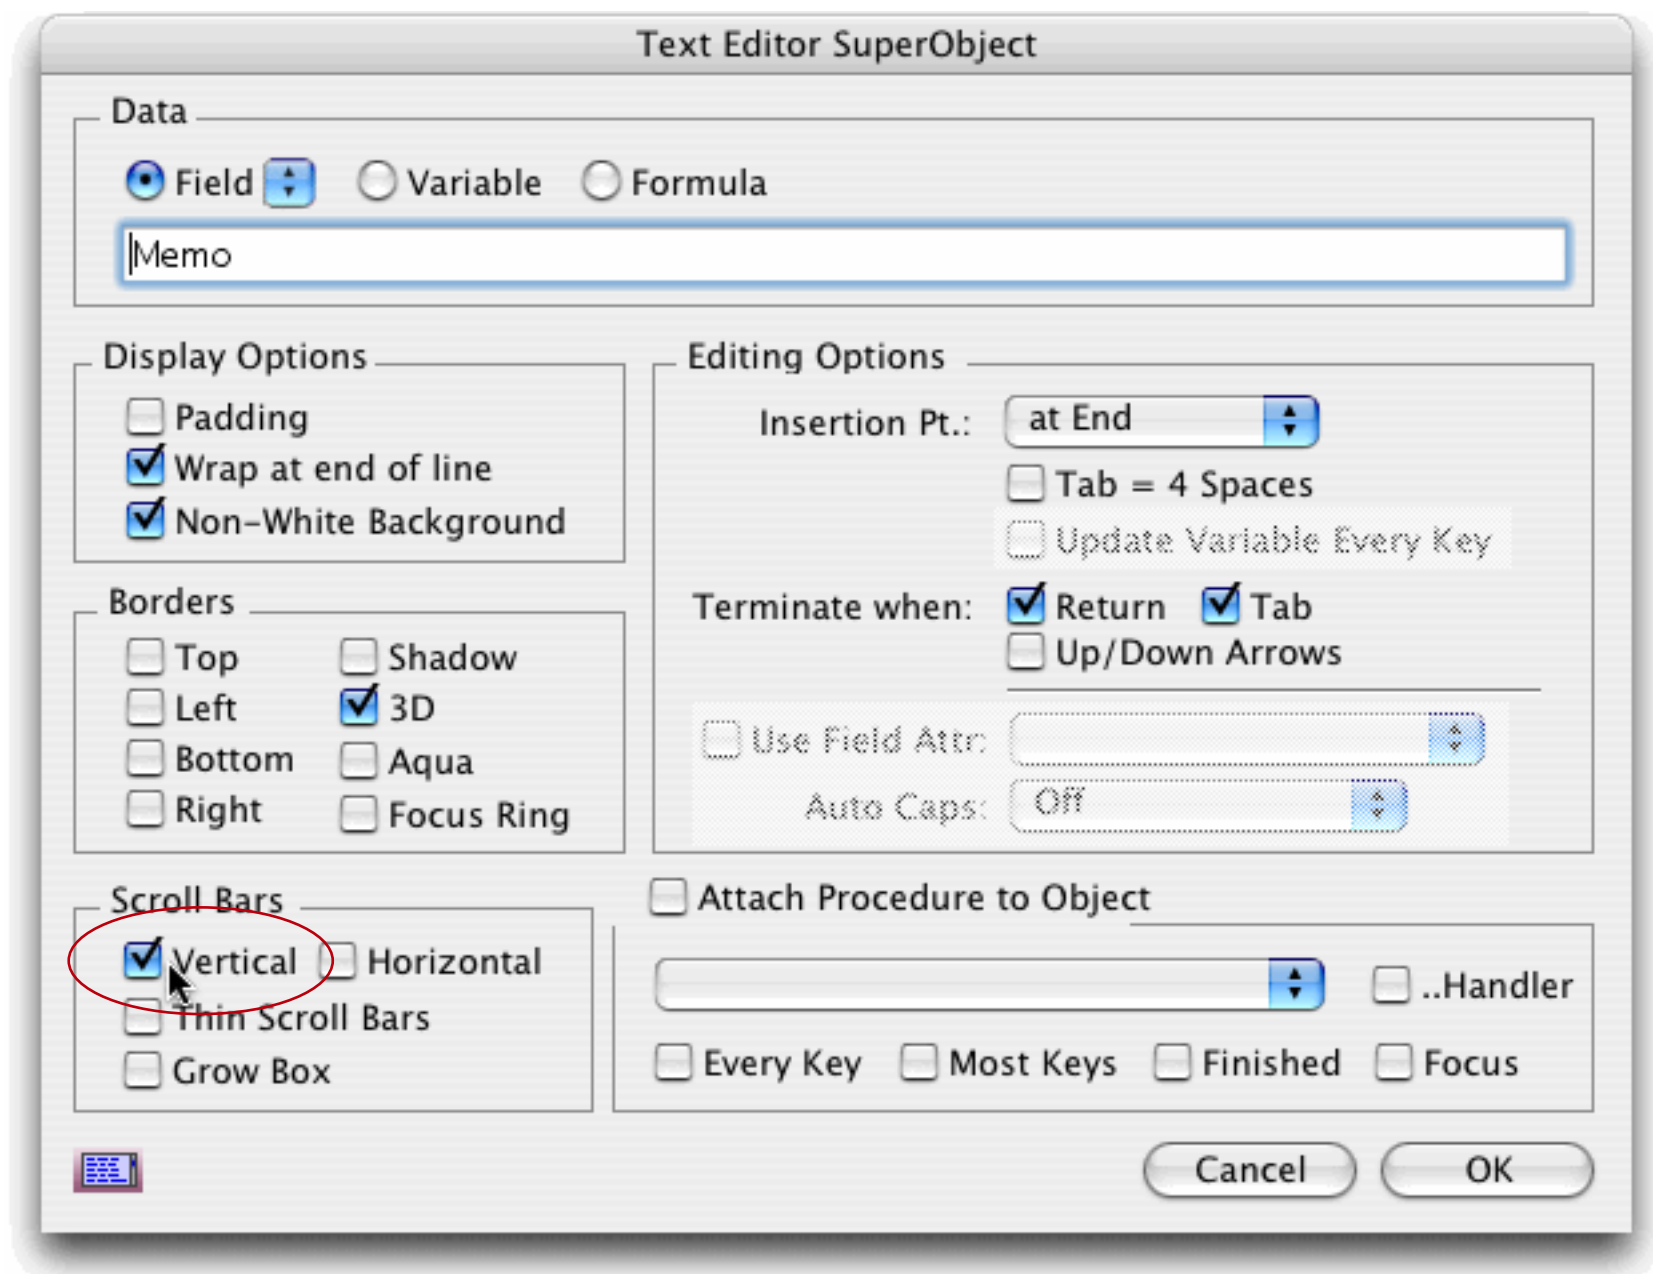 Text Editor SuperObject
Data
Field Variable Formula
Memo
Display Options
Padding
Wrap at end of line
Non-White Background
Borders
Top Shadow
Left 3D
Bottom Aqua
Right Focus Ring
Scroll Bars
Vertical Horizontal
Thin Scroll Bars
Grow Box
Editing Options
Insertion Pt.: at End
Tab = 4 Spaces
Update Variable Every Key
Terminate when: Return Tab
Up/Down Arrows
Use Field Attr:
Auto Caps: Off
Attach Procedure to Object
..Handler
Every Key Most Keys Finished Focus
Cancel OK